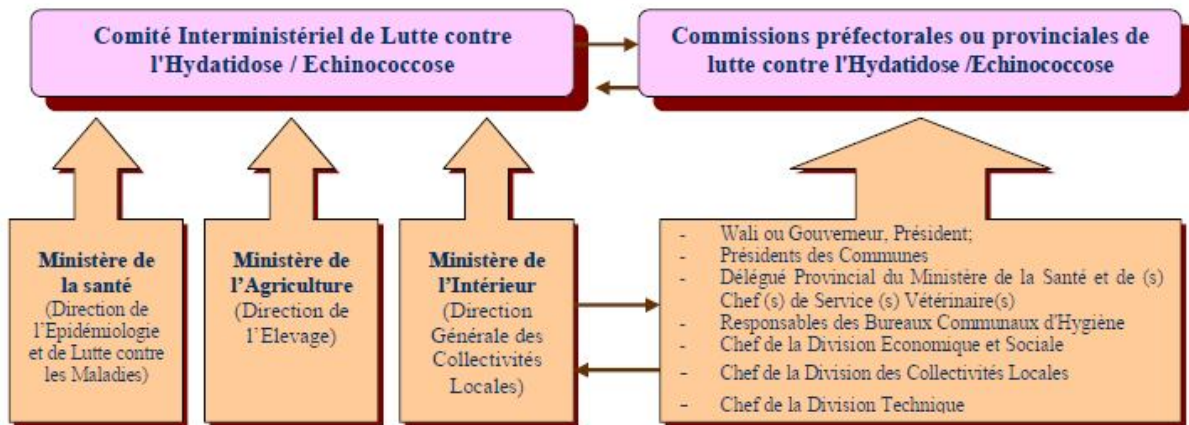 Comité Interministériel de Lutte contre
l'Hydatidose / Echinococcose
Commissions préfectorales ou provinciales de
lutte contre l'Hydatidose /Echinococcose
Ministère de
la santé
(Direction de
l'Epidémiologie
et de Lutte contre
les Maladies)
Ministère de
l'Agriculture
(Direction de
l'Elevage)
Ministère de
l'Intérieur
(Direction
Générale des
Collectivités
Locales)
- Wali ou Gouverneur, Président;
- Présidents des Communes
- Délégué Provincial du Ministère de la Santé et de (s)
Chef (s) de Service (s) Vétérinaire(s)
- Responsables des Bureaux Communaux d'Hygiène
- Chef de la Division Economique et Sociale
- Chef de la Division des Collectivités Locales
- Chef de la Division Technique